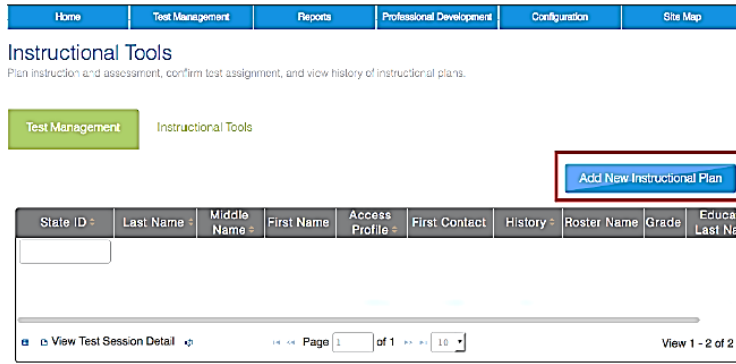 Home Test Management Reports Professional Development Configuration Site Map
Instructional Tools
Plan instruction and assessment, confirm test assignment, and view history of instructional plans.
Test Management Instructional Tools
Add New Instructional Plan
State ID Last Name Middle Name First Name Access Profile First Contact History Roster Name Grade Educa Last Na
View Test Session Detail Page 1 of 1 10 View 1 - 2 of 2